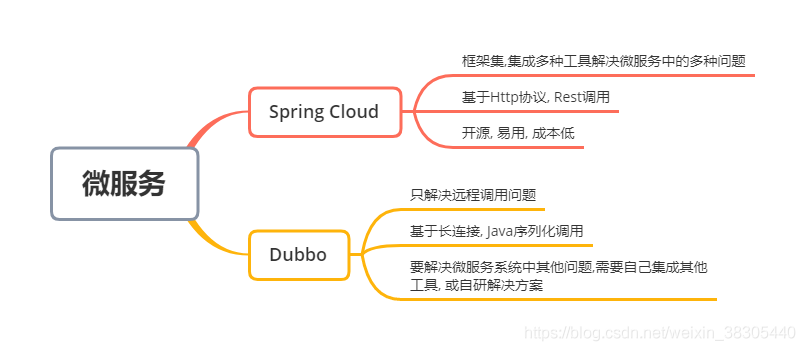 微服务
Spring Cloud
框架集,集成多种工具解决微服务中的多种问题
基于Http协议, Rest调用
开源, 易用, 成本低
Dubbo
只解决远程调用问题
基于长连接, Java序列化调用
要解决微服务系统中其他问题,需要自己集成其他
工具, 或自研解决方案
https://blog.csdn.net/weixin_38305440